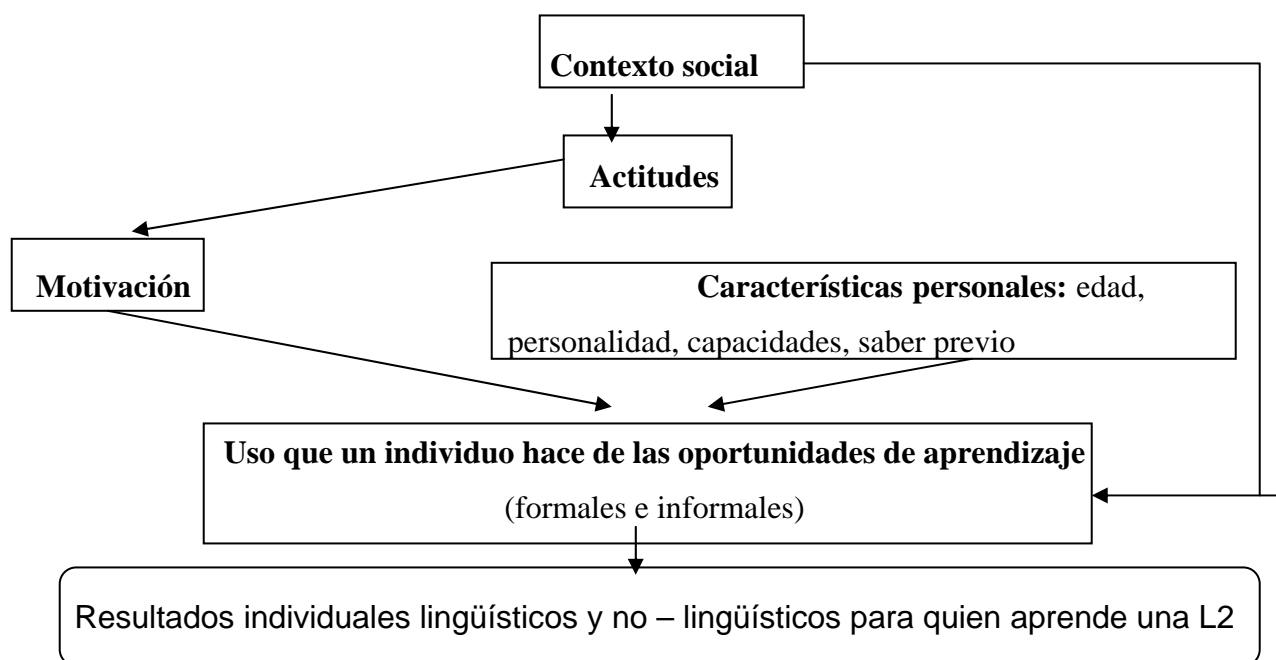 Contexto social
Actitudes
Motivación
Características personales: edad,
personalidad, capacidades, saber previo
Uso que un individuo hace de las oportunidades de aprendizaje
(formales e informales)
Resultados individuales lingüísticos y no – lingüísticos para quien aprende una L2